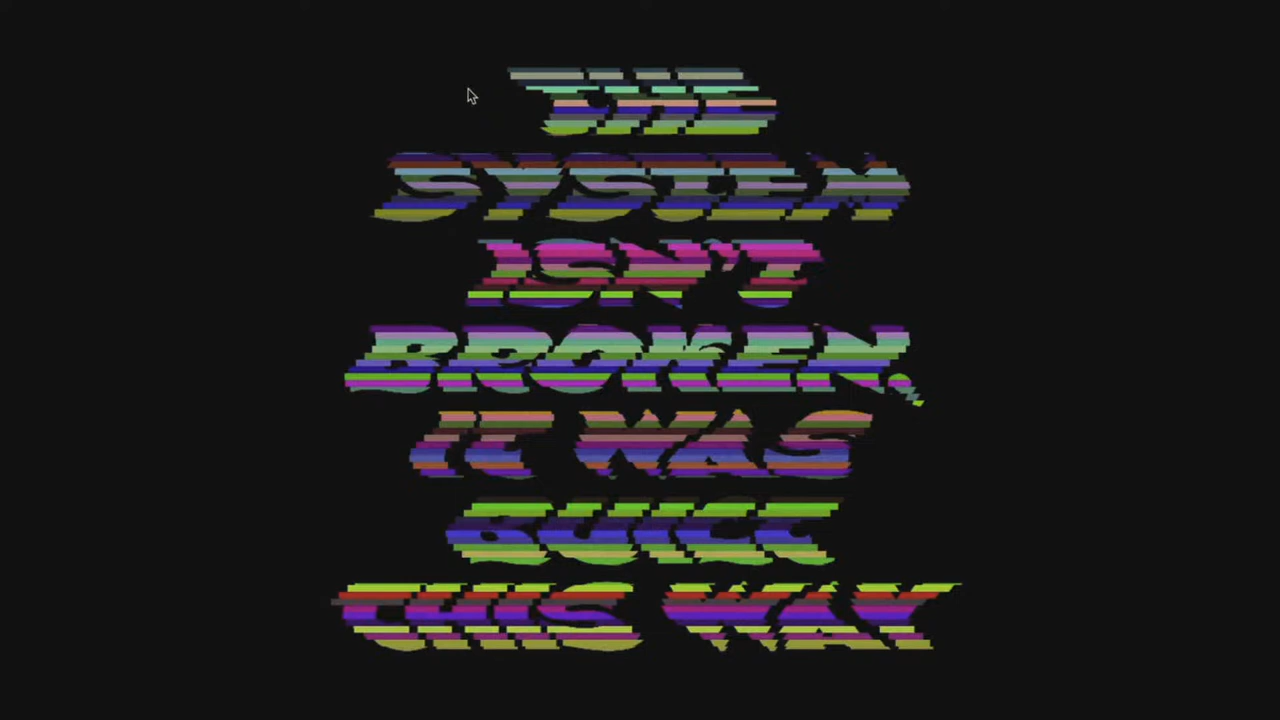 THE
SYSTEM
ISN'T
BROKEN,
IT WAS
BUILT
THIS WAY